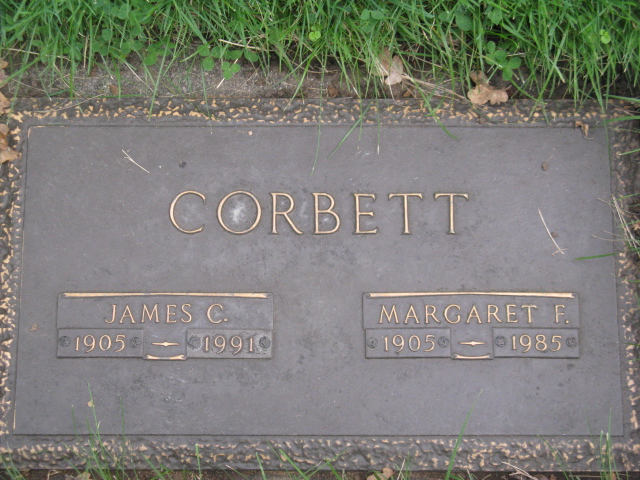 CORBETT
JAMES C. MARGARET F.
1905 – 1991 1905 – 1985